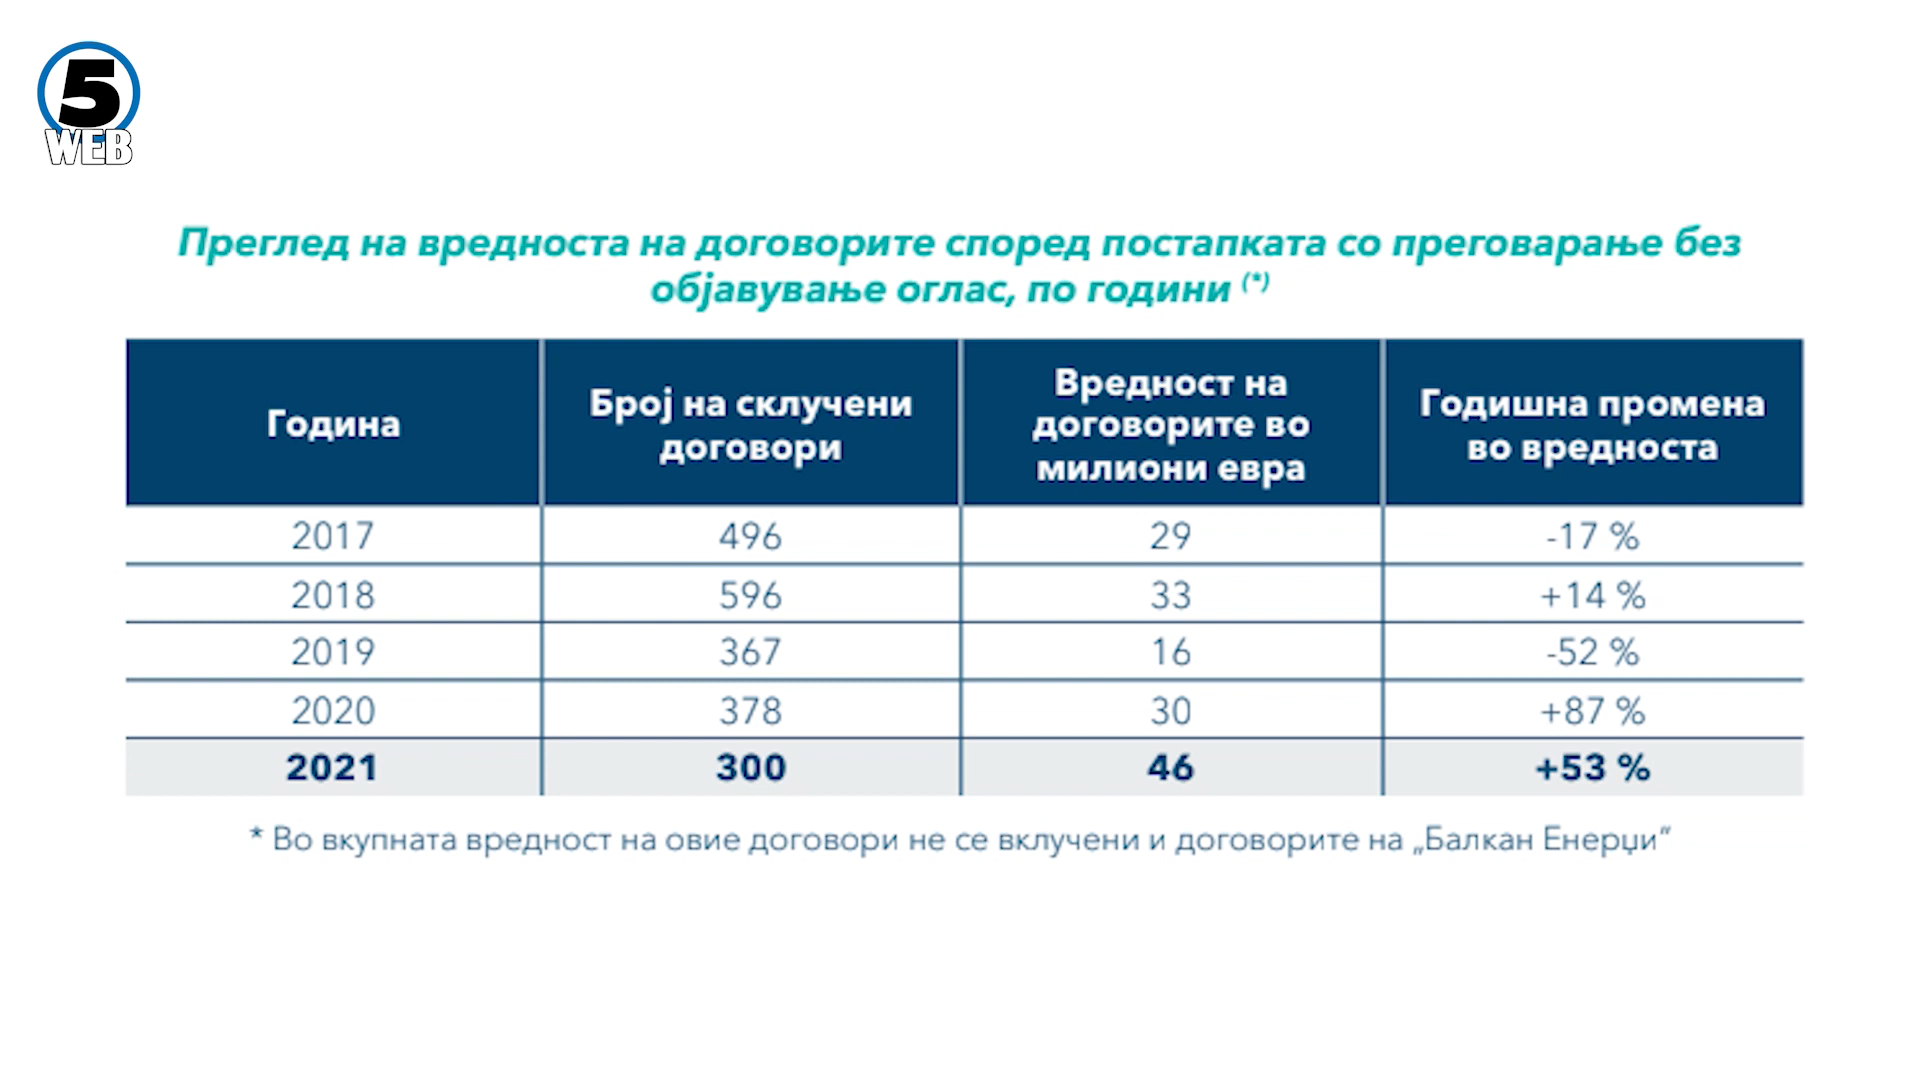 5
WEB
Преглед на вредноста на договорите според постапката со преговарање без
објавување оглас, по години (*)
Година
Број на склучени
договори
Вредност на
договорите во
милиони евра
Годишна промена
во вредноста
2017 496 29 -17 %
2018 596 33 +14 %
2019 367 16 -52 %
2020 378 30 +87 %
2021 300 46 +53 %
* Во вкупната вредност на овие договори не се вклучени и договорите на „Балкан Енерџи“